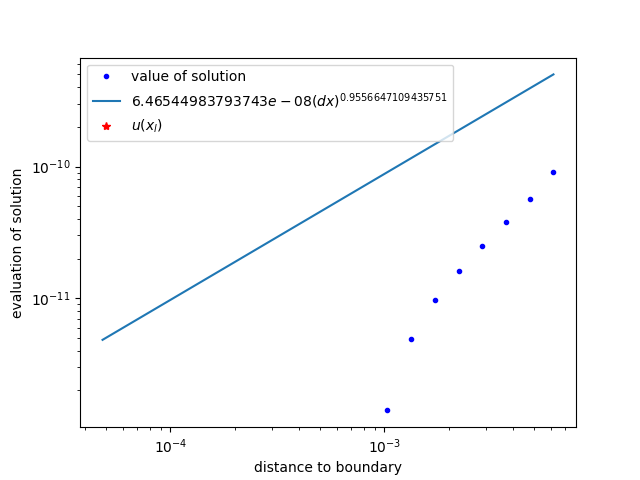 value of solution
6.46544983793743e − 08(dx)^0.9556647109435751
u(x_l)
evaluation of solution
10^−10
10^−11
10^−4
10^−3
distance to boundary